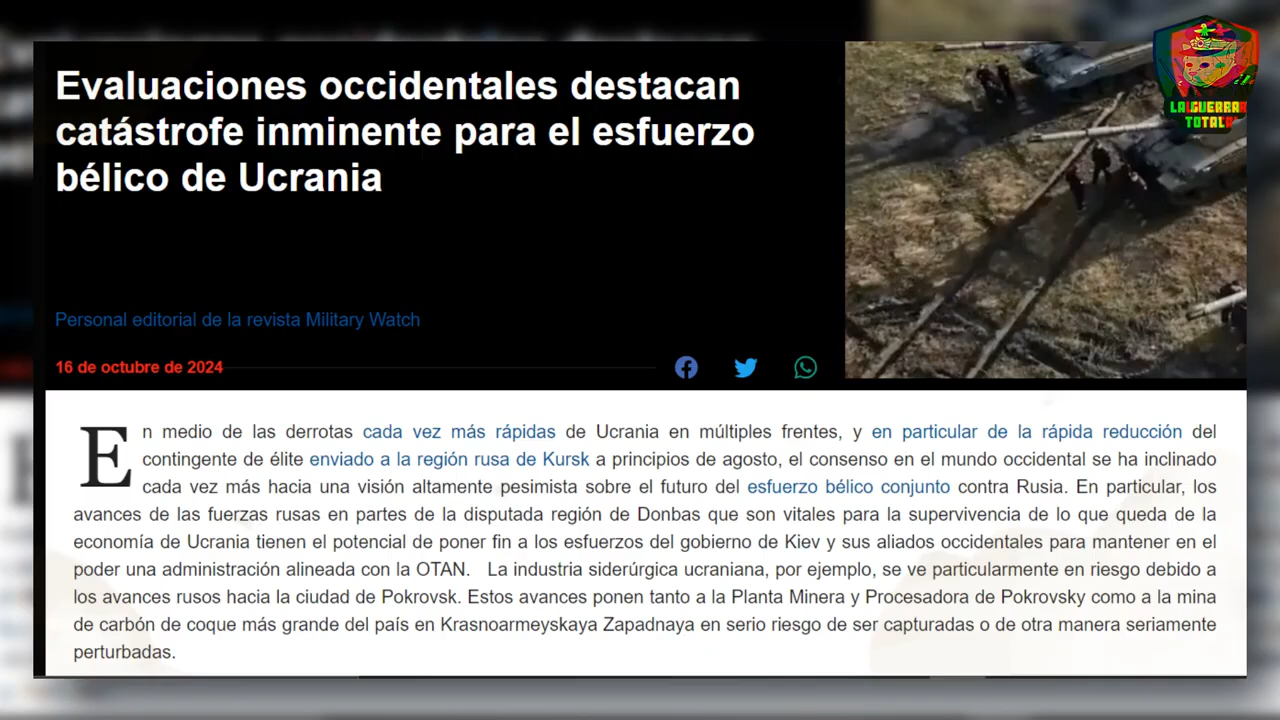 Evaluaciones occidentales destacan
catástrofe inminente para el esfuerzo
bélico de Ucrania
LA GUERRA
TOTAL
Personal editorial de la revista Military Watch
16 de octubre de 2024
En medio de las derrotas cada vez más rápidas de Ucrania en múltiples frentes, y en particular de la rápida reducción del
contingente de élite enviado a la región rusa de Kursk a principios de agosto, el consenso en el mundo occidental se ha inclinado
cada vez más hacia una visión altamente pesimista sobre el futuro del esfuerzo bélico conjunto contra Rusia. En particular, los
avances de las fuerzas rusas en partes de la disputada región de Donbas que son vitales para la supervivencia de lo que queda de la
economía de Ucrania tienen el potencial de poner fin a los esfuerzos del gobierno de Kiev y sus aliados occidentales para mantener en el
poder una administración alineada con la OTAN. La industria siderúrgica ucraniana, por ejemplo, se ve particularmente en riesgo debido a
los avances rusos hacia la ciudad de Pokrovsk. Estos avances ponen tanto a la Planta Minera y Procesadora de Pokrovsky como a la mina
de carbón de coque más grande del país en Krasnoarmeyskaya Zapadnaya en serio riesgo de ser capturadas o de otra manera seriamente
perturbadas.